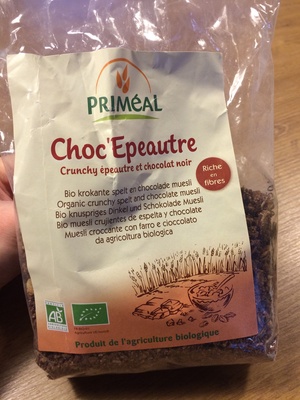 PRIMÉAL
Choc'Epeautre
Crunchy épeautre et chocolat noir
Riche
en
fibres
Bio krokante spelt en chocolade muesli
Organic crunchy spelt and chocolate muesli
Bio knuspriges Dinkel und Schokolade Muesli
Bio muesli crujientes de espelta y chocolate
Muesli croccante con farro e cioccolato
da agricoltura biologica
AB
Produit de l'agriculture biologique